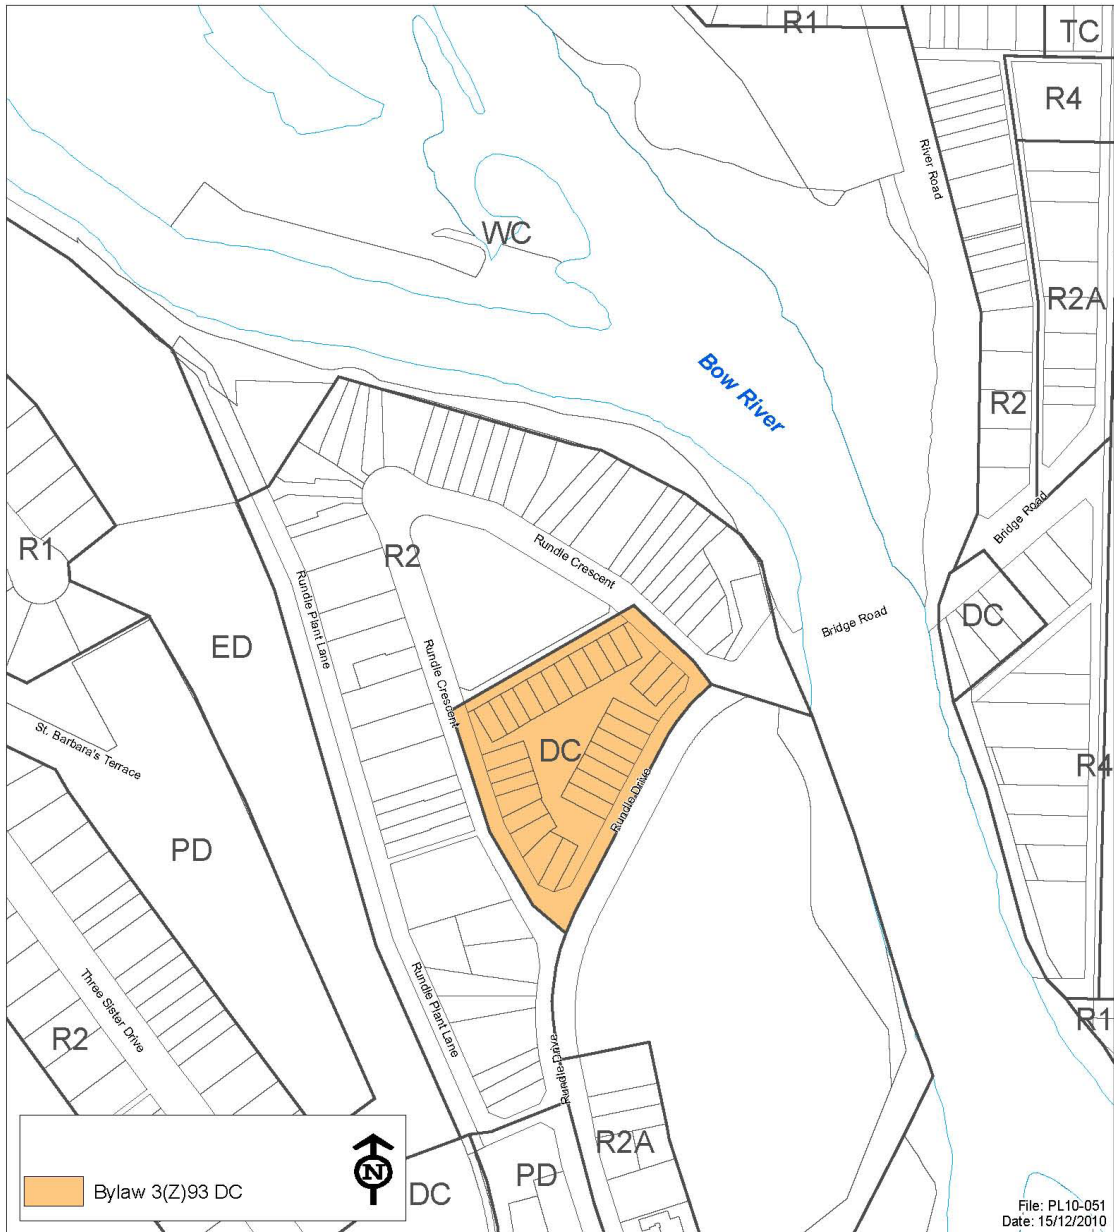 R1
TC
R4
River Road
WC
R2A
Bow River
R2
Bridge Road
R1
Rundle Crescent
R2
Rundle Plant Lane
DC
Bridge Road
ED
Rundle Crescent
St. Barbara's Terrace
DC
R4
Rundle Drive
PD
Three Sister Drive
Rundle Plant Lane
R2
R1
Rundle Drive
R2A
PD
DC
N
Bylaw 3(Z)93 DC
File: PL10-051
Date: 15/12/2010